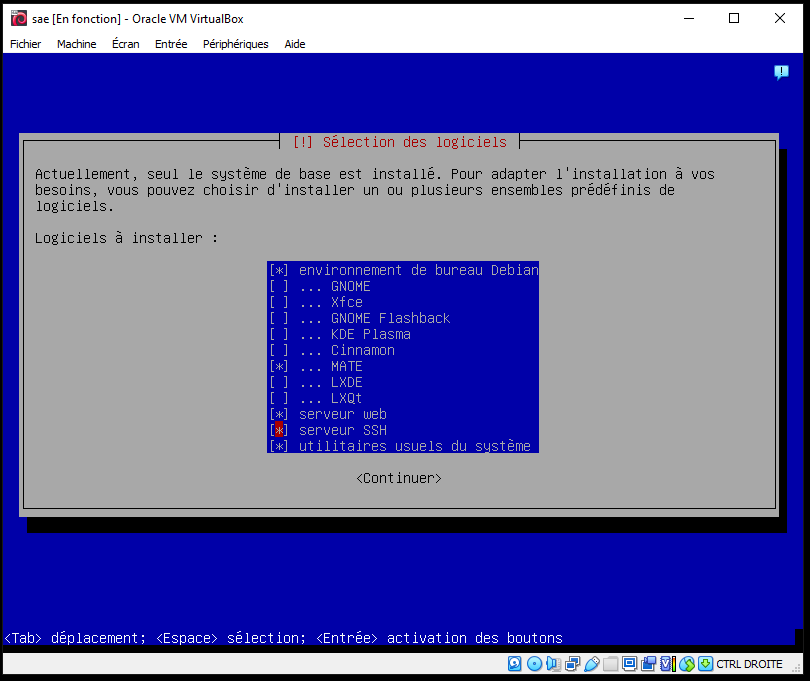 sae [En fonction] - Oracle VM VirtualBox
Fichier Machine Écran Entrée Périphériques Aide
[!] Sélection des logiciels
Actuellement, seul le système de base est installé. Pour adapter l'installation à vos
besoins, vous pouvez choisir d'installer un ou plusieurs ensembles prédéfinis de
logiciels.
Logiciels à installer :
[*] environnement de bureau Debian
[ ] ... GNOME
[ ] ... Xfce
[ ] ... GNOME Flashback
[ ] ... KDE Plasma
[ ] ... Cinnamon
[*] ... MATE
[ ] ... LXDE
[ ] ... LXQt
[*] serveur web
[*] serveur SSH
[*] utilitaires usuels du système
<Continuer>
<Tab> déplacement; <Espace> sélection; <Entrée> activation des boutons
CTRL DROITE